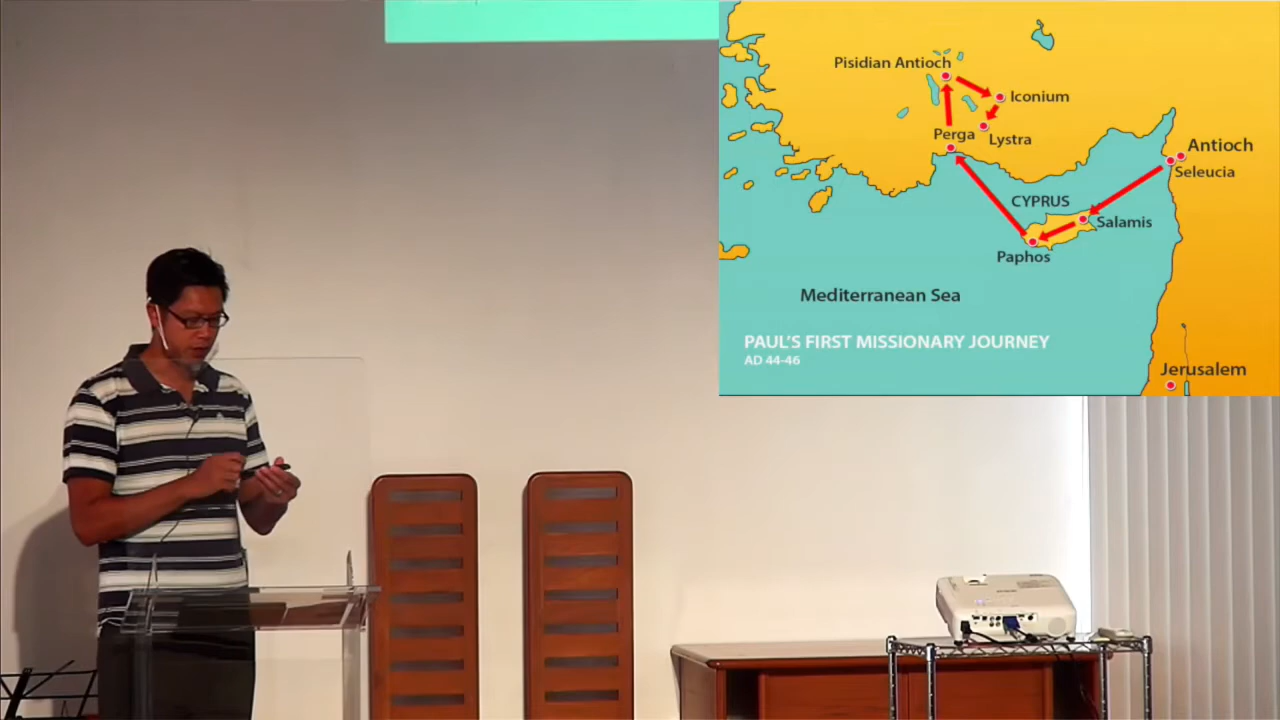 Pisidian Antioch
Iconium
Perga
Lystra
Antioch
Seleucia
CYPRUS
Salamis
Paphos
Mediterranean Sea
PAUL'S FIRST MISSIONARY JOURNEY
AD 44-46
Jerusalem